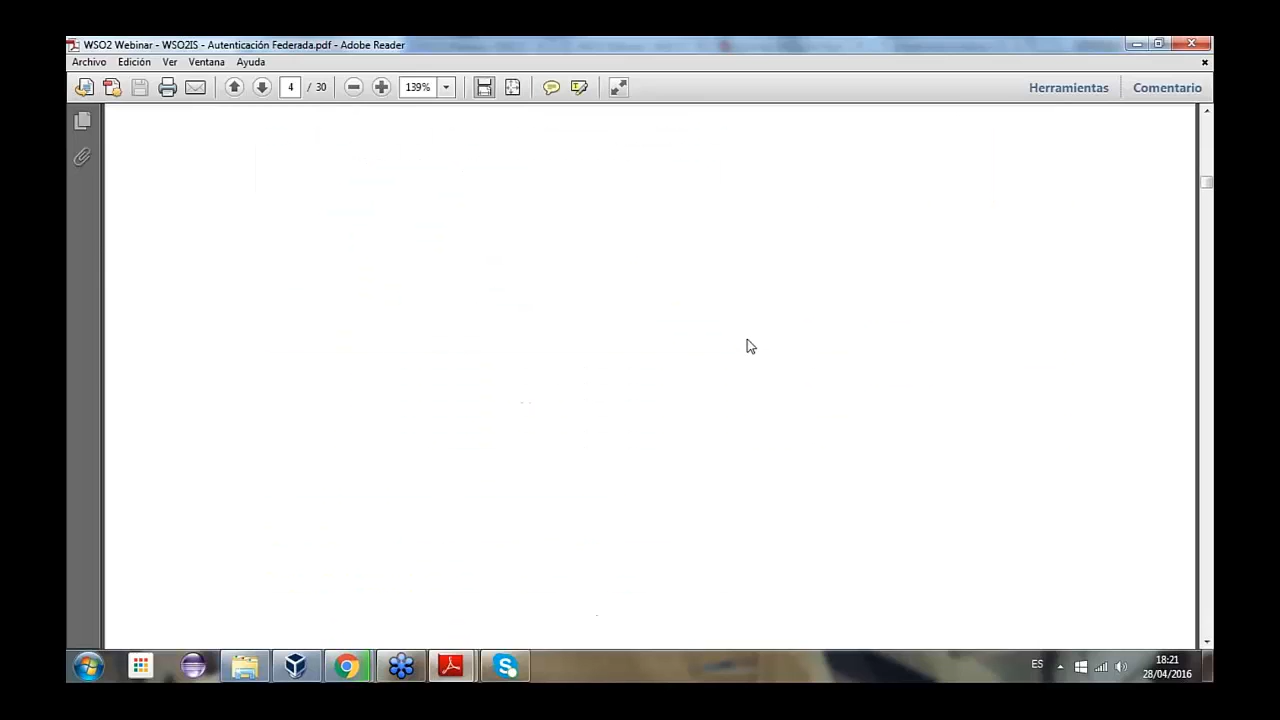 WSO2 Webinar - WSO2IS - Autenticación Federada.pdf - Adobe Reader
Archivo Edición Ver Ventana Ayuda
4 / 30 139% Herramientas Comentario
ES 18:21
28/04/2016